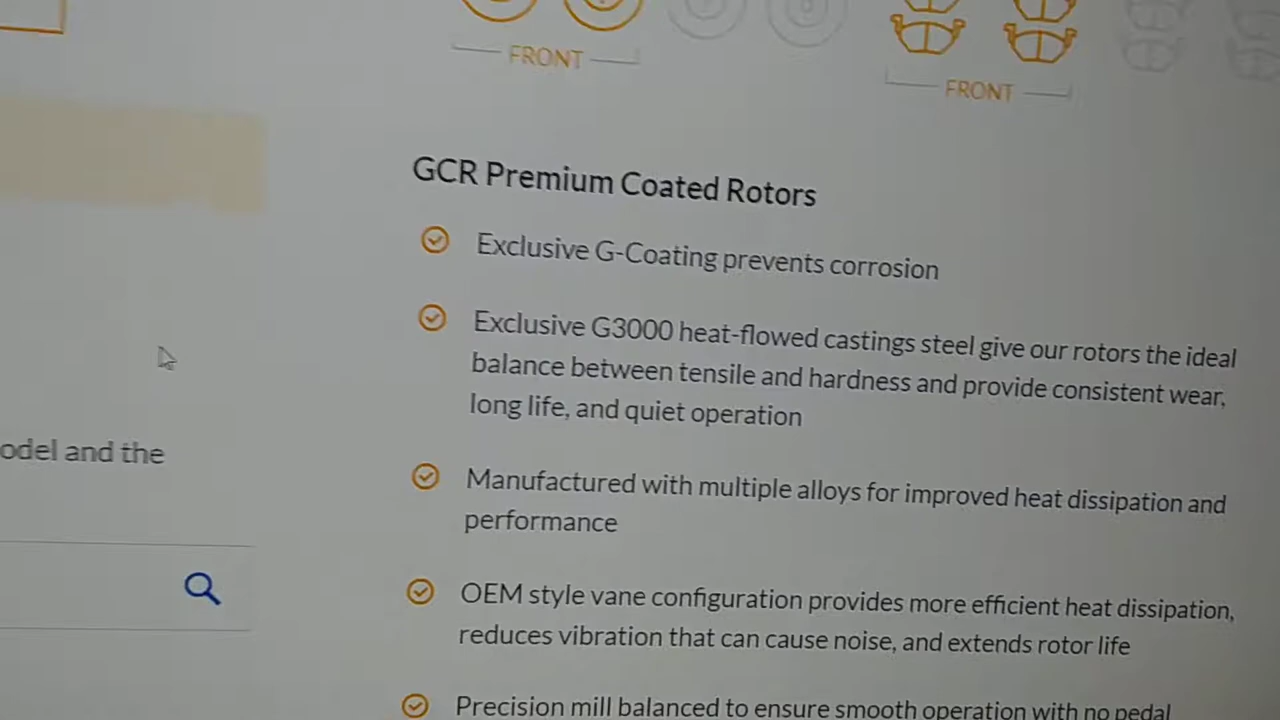 FRONT
FRONT
GCR Premium Coated Rotors
Exclusive G-Coating prevents corrosion
Exclusive G3000 heat-flowed castings steel give our rotors the ideal
balance between tensile and hardness and provide consistent wear,
long life, and quiet operation
odel and the
Manufactured with multiple alloys for improved heat dissipation and
performance
OEM style vane configuration provides more efficient heat dissipation,
reduces vibration that can cause noise, and extends rotor life
Precision mill balanced to ensure smooth operation with no pedal